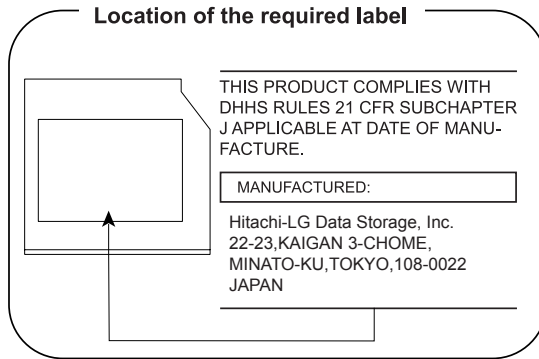 Location of the required label
THIS PRODUCT COMPLIES WITH
DHHS RULES 21 CFR SUBCHAPTER
J APPLICABLE AT DATE OF MANU-
FACTURE.
MANUFACTURED:
Hitachi-LG Data Storage, Inc.
22-23,KAIGAN 3-CHOME,
MINATO-KU,TOKYO,108-0022
JAPAN